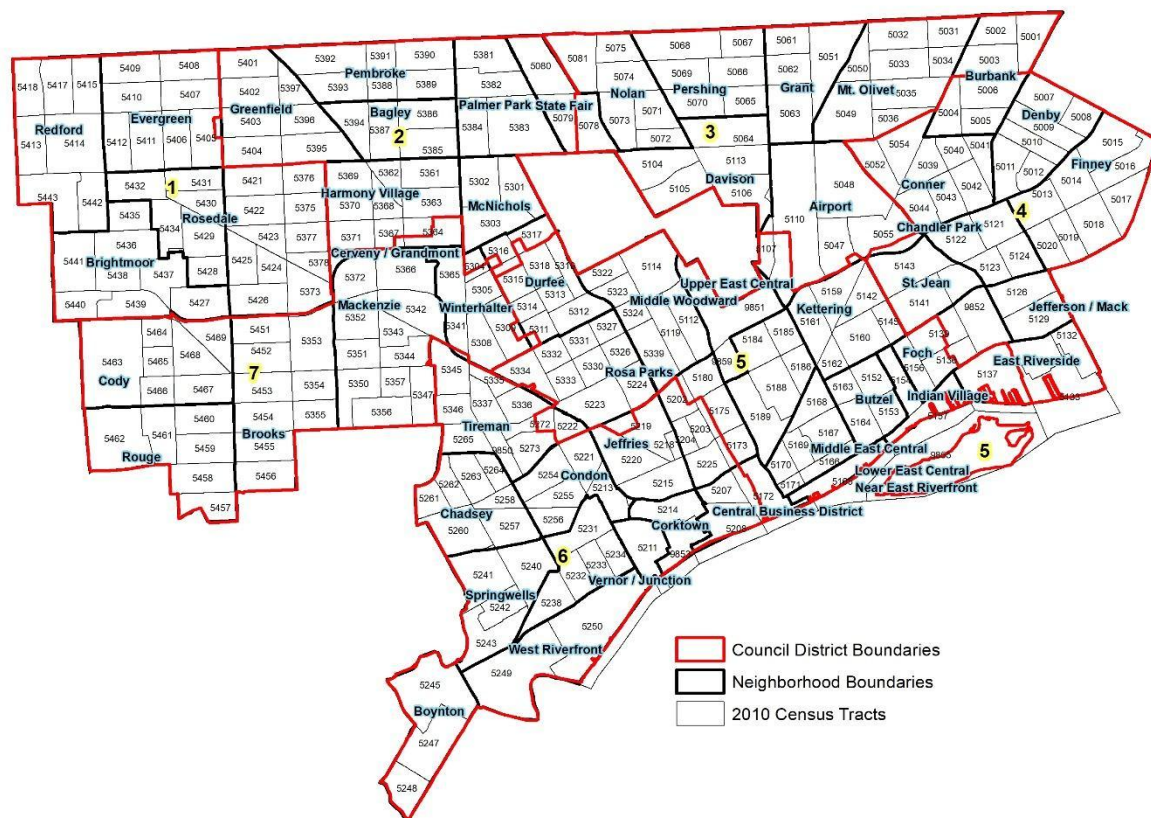 5392 5391 5390 5381 5080 5081 5075 5068 5067 5061 5051 5032 5031 5002 5001
5409 5408 5401 5397 Pembroke
5418 5417 5415 5393 5388 5389 5382 5074 5069 5066 5062 5050 5033 5034 5003 Burbank
5410 5407 Greenfield Bagley Palmer Park State Fair Nolan Pershing Grant Mt. Olivet 5006
Evergreen 5403 5396 5394 5386 5079 5071 5070 5065 5035 5004 5007 Denby 5008
Redford 5387 2 5384 5383 5078 5073 3 5063 5049 5036 5005 5009
5413 5414 5412 5411 5406 5405 5404 5395 5385 5072 5064 5054 5041 5010 5015
5104 5113 5052 5039 5040 5011 5012 Finney 5016
5443 5442 5432 1 5431 5421 5376 5369 5362 5361 5302 5301 5105 Davison 5106 5048 Conner 5042 5013 5014
5430 Harmony Village McNichols Airport 5044 5043 4 5017
5435 Rosedale 5422 5375 5370 5368 5363 5303 5110 Chandler Park 5121 5018
5434 5429 5423 5377 5371 5367 5364 5317 5047 5055 5122 5020 5019
5436 Cerveny / Grandmont 5316 5107
5441 Brightmoor 5437 5428 5425 5424 5378 5372 5366 5365 5304 5315 5318 5319 5322 5114 Upper East Central 5143 St. Jean 5123 5124
5438 5373 Durfee 5313 Middle Woodward Kettering 5159 5142 5126
5440 5439 5427 5426 Mackenzie 5342 Winterhalter 5305 5314 5312 5324 5112 9851 5141 9852 Jefferson / Mack
5464 5451 5352 5343 5341 5309 5311 5327 5119 5184 5185 5161 5160 5145 5139 5129 5132
5463 5465 5468 5452 5353 5351 5344 5308 5332 5331 5326 5339 9859 5 5186 5162 Foch 5138 East Riverside
Cody 7 5345 5335 5334 5333 5330 Rosa Parks 5180 5163 5152 5154 5156 5137
5466 5467 5453 5354 5350 5357 5347 5224 5188 Butzel Indian Village 5133
5460 5454 5355 5356 5346 5337 5336 5223 5202 5175 5189 5168 5164 5153 5137
5462 5461 Brooks Tireman 5272 5222 5219 5203 5167 Middle East Central 5
Rouge 5459 5455 5265 9850 5273 Jeffries 5218 5204 5173 5169 5166 9853 Lower East Central
5458 5456 5262 5263 5264 5221 5220 5225 5170 5171 Near East Riverfront
5457 5261 5258 5254 Condon 5213 5215 5207 5172
Chadsey 5255 5214 Central Business District
5260 5257 5256 5231 Corktown 5208
6 5234 5211
5241 5240 5232 5233 Vernor / Junction
Springwells 5242 5238
5243 5250
West Riverfront
5249
5245
Boynton
5247
5248
Council District Boundaries
Neighborhood Boundaries
2010 Census Tracts